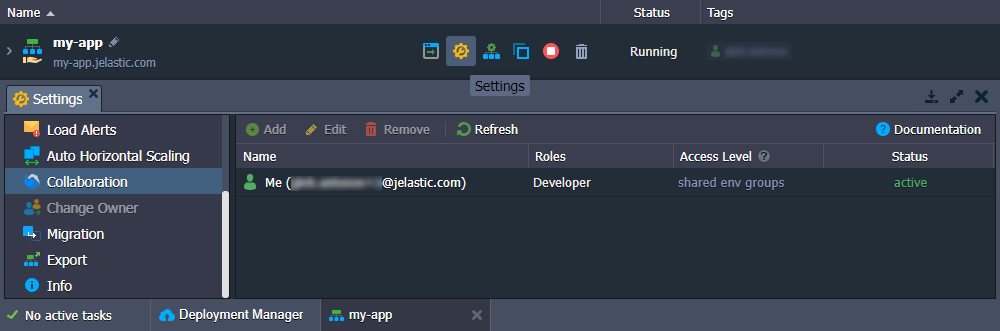 Name Status Tags
my-app
my-app.jelastic.com
Running
Settings
Settings
Load Alerts
Auto Horizontal Scaling
Collaboration
Change Owner
Migration
Export
Info
Add Edit Remove Refresh Documentation
Name Roles Access Level Status
Me ( @jelastic.com) Developer shared env groups active
No active tasks Deployment Manager my-app